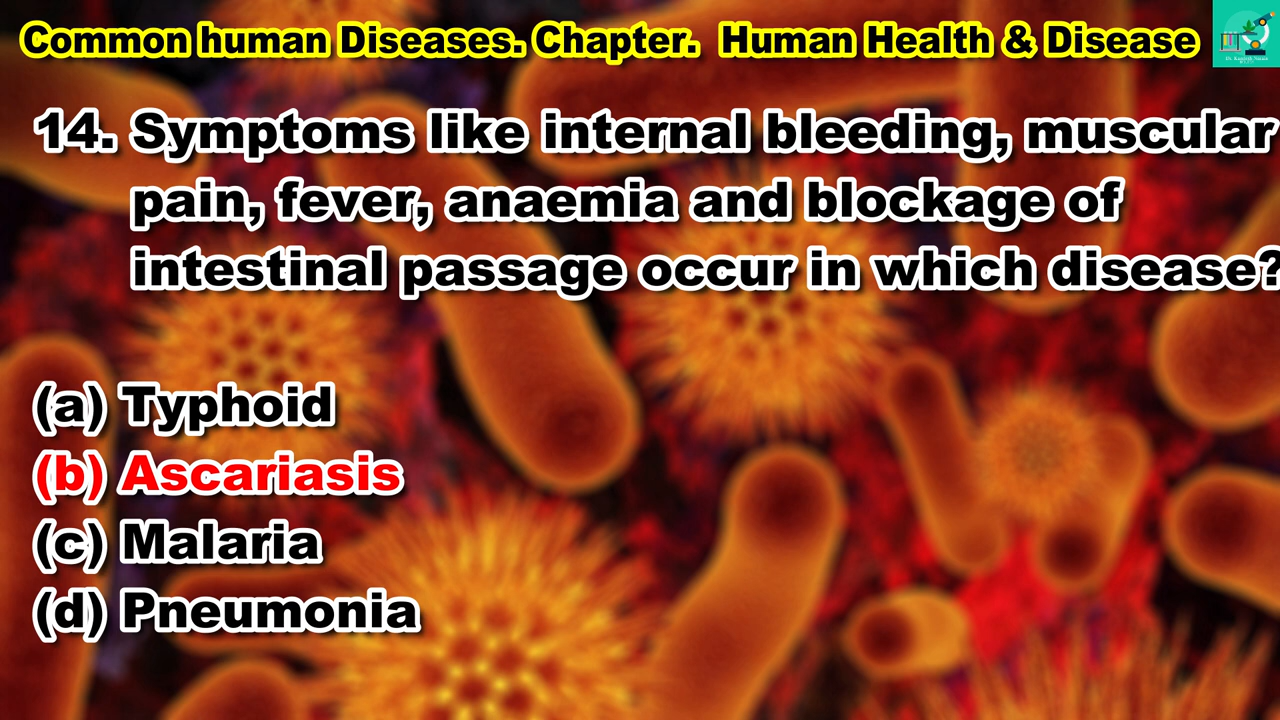 Common human Diseases. Chapter.  Human Health & Disease
14. Symptoms like internal bleeding, muscular
pain, fever, anaemia and blockage of
intestinal passage occur in which disease?
(a) Typhoid
(b) Ascariasis
(c) Malaria
(d) Pneumonia